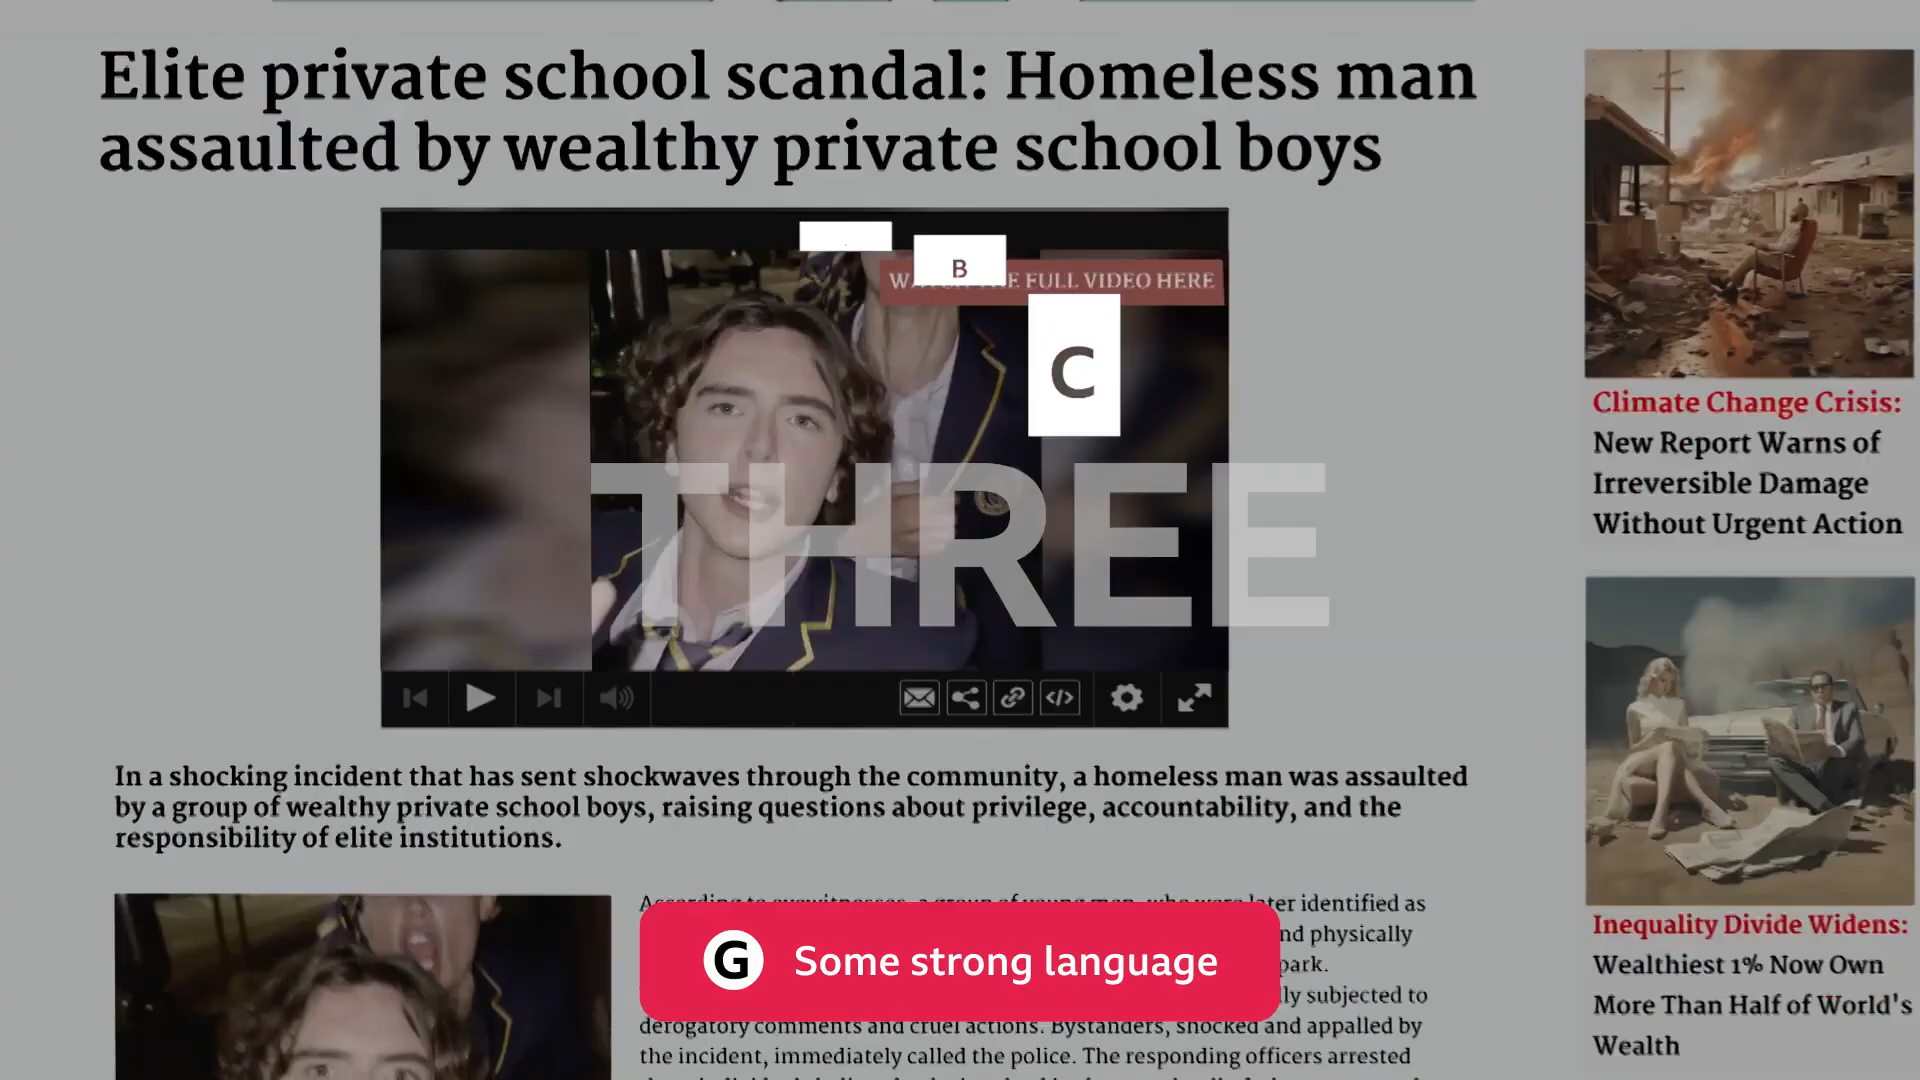 Elite private school scandal: Homeless man
assaulted by wealthy private school boys
B
FULL VIDEO HERE
C
THREE
Climate Change Crisis:
New Report Warns of
Irreversible Damage
Without Urgent Action
In a shocking incident that has sent shockwaves through the community, a homeless man was assaulted
by a group of wealthy private school boys, raising questions about privilege, accountability, and the
responsibility of elite institutions.
later identified as
nd physically
park.
ly subjected to
derogatory comments and cruel actions. Bystanders, shocked and appalled by
the incident, immediately called the police. The responding officers arrested
G Some strong language
Inequality Divide Widens:
Wealthiest 1% Now Own
More Than Half of World's
Wealth